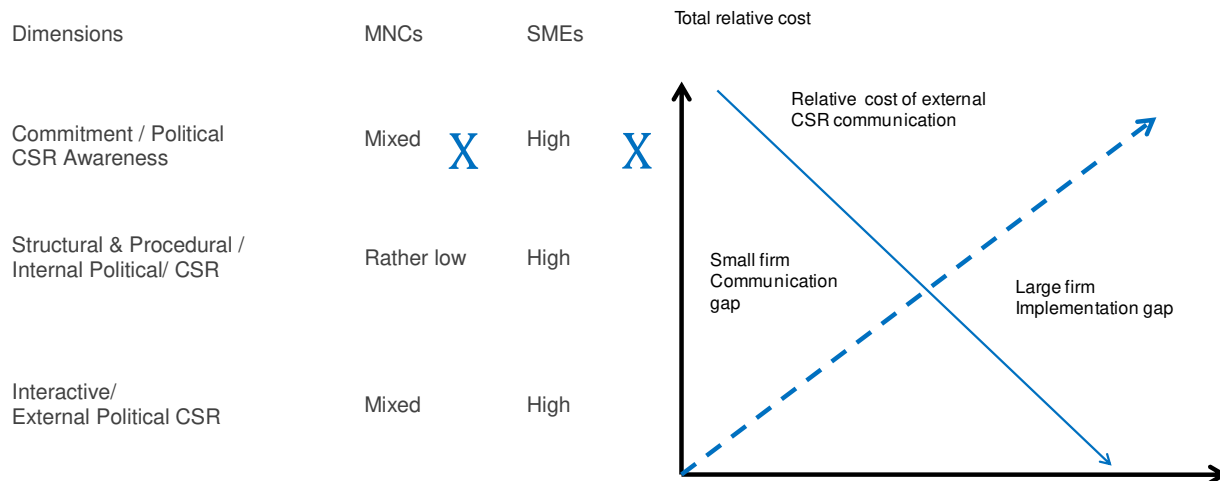 Dimensions
MNCs
SMEs
Commitment / Political
CSR Awareness
Mixed
X
High
X
Structural & Procedural /
Internal Political/ CSR
Rather low
High
Interactive/
External Political CSR
Mixed
High
Total relative cost
Relative cost of external
CSR communication
Small firm
Communication
gap
Large firm
Implementation gap